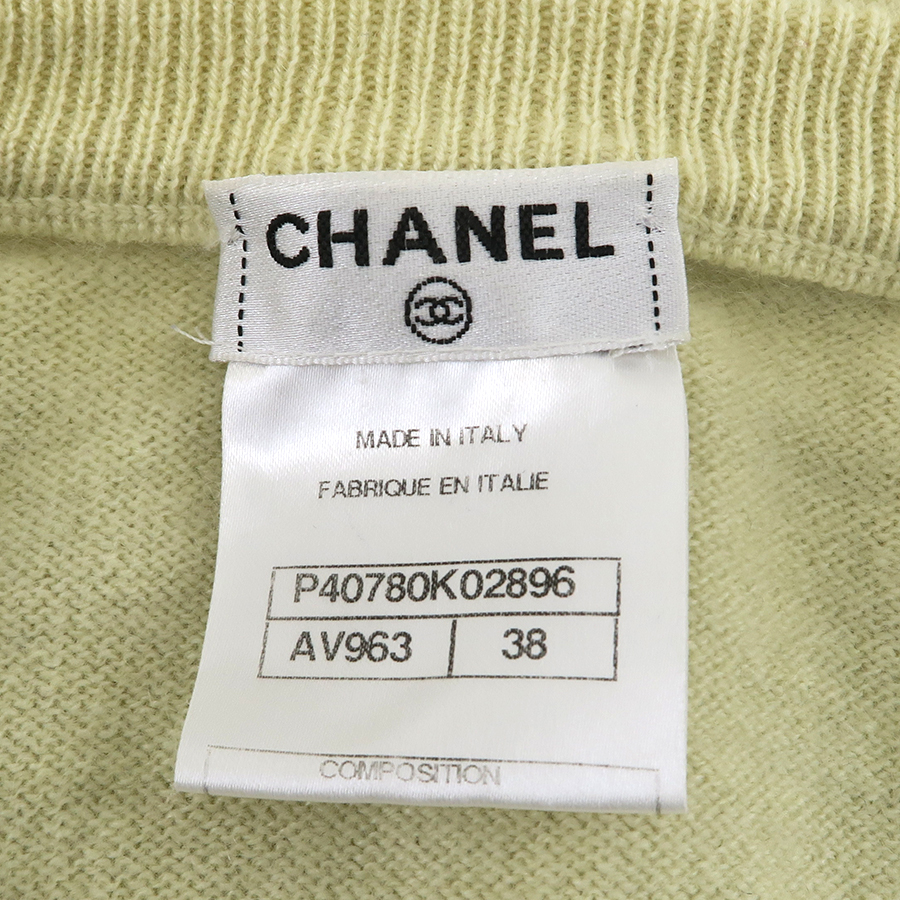 CHANEL
MADE IN ITALY
FABRIQUE EN ITALIE
P40780K02896
AV963 38
COMPOSITION